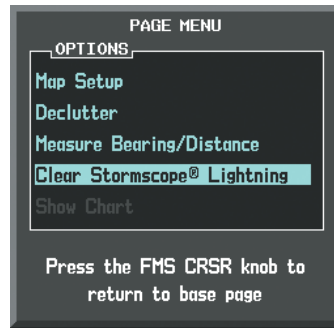 PAGE MENU
OPTIONS
Map Setup
Declutter
Measure Bearing/Distance
Clear Stormscope® Lightning
Show Chart
Press the FMS CRSR knob to
return to base page